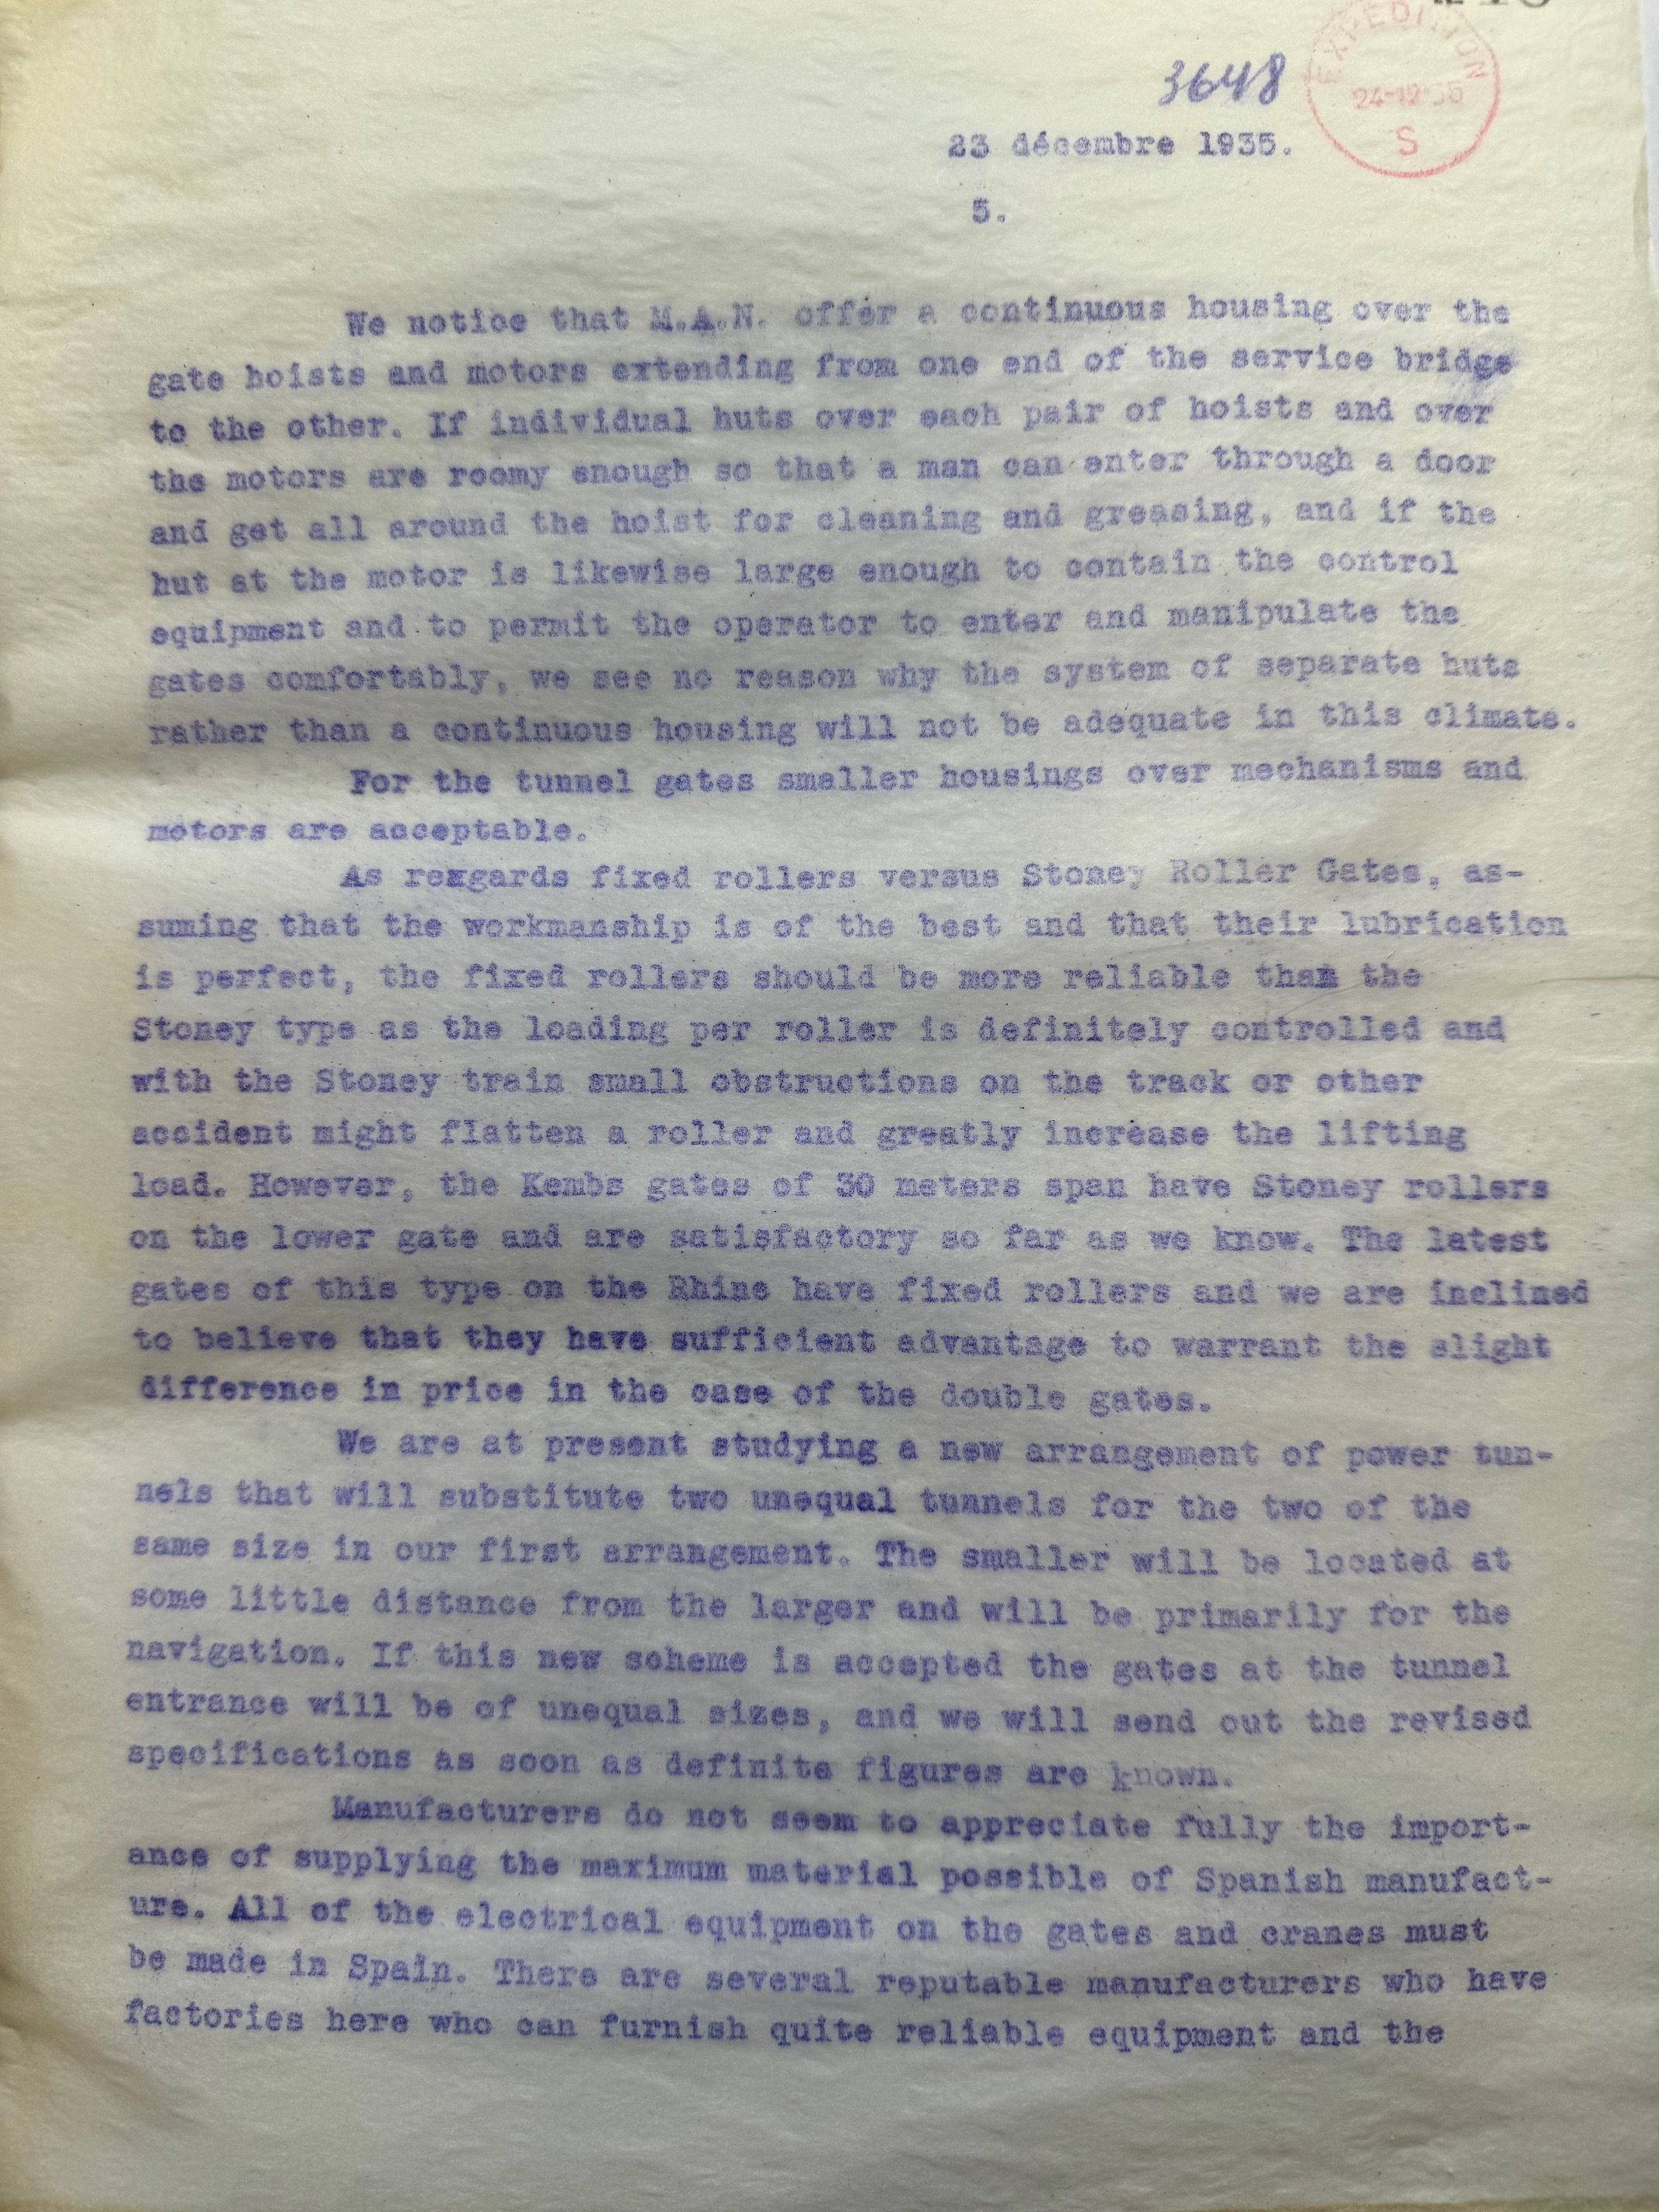 3648
EXPEDITION
24-12-35
S
23 décembre 1935.
5.
We notice that M.A.N. offer a continuous housing over the
gate hoists and motors extending from one end of the service bridge
to the other. If individual huts over each pair of hoists and over
the motors are roomy enough so that a man can enter through a door
and get all around the hoist for cleaning and greasing, and if the
hut at the motor is likewise large enough to contain the control
equipment and to permit the operator to enter and manipulate the
gates comfortably, we see no reason why the system of separate huts
rather than a continuous housing will not be adequate in this climate.
For the tunnel gates smaller housings over mechanisms and
motors are acceptable.
As rexgards fixed rollers versus Stoney Roller Gates, as-
suming that the workmanship is of the best and that their lubrication
is perfect, the fixed rollers should be more reliable than the
Stoney type as the loading per roller is definitely controlled and
with the Stoney train small obstructions on the track or other
accident might flatten a roller and greatly increase the lifting
load. However, the Kembs gates of 30 meters span have Stoney rollers
on the lower gate and are satisfactory so far as we know. The latest
gates of this type on the Rhine have fixed rollers and we are inclined
to believe that they have sufficient advantage to warrant the slight
difference in price in the case of the double gates.
We are at present studying a new arrangement of power tun-
nels that will substitute two unequal tunnels for the two of the
same size in our first arrangement. The smaller will be located at
some little distance from the larger and will be primarily for the
navigation. If this new scheme is accepted the gates at the tunnel
entrance will be of unequal sizes, and we will send out the revised
specifications as soon as definite figures are known.
Manufacturers do not seem to appreciate fully the import-
ance of supplying the maximum material possible of Spanish manufact-
ure. All of the electrical equipment on the gates and cranes must
be made in Spain. There are several reputable manufacturers who have
factories here who can furnish quite reliable equipment and the